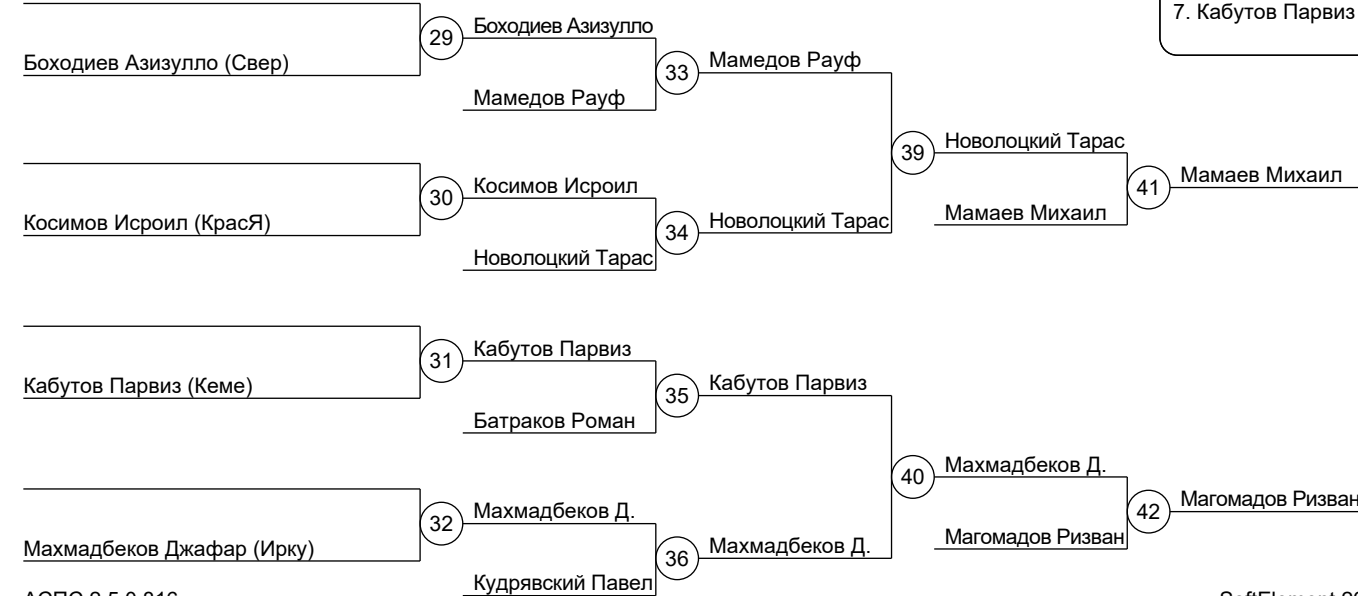 7. Кабутов Парвиз
Боходиев Азизулло (Свер)
29
Боходиев Азизулло
Мамедов Рауф
33
Мамедов Рауф
Косимов Исроил (КрасЯ)
30
Косимов Исроил
Новолоцкий Тарас
34
Новолоцкий Тарас
39
Новолоцкий Тарас
Мамаев Михаил
41
Мамаев Михаил
Кабутов Парвиз (Кеме)
31
Кабутов Парвиз
Батраков Роман
35
Кабутов Парвиз
Махмадбеков Джафар (Ирку)
32
Махмадбеков Д.
Кудрявский Павел
36
Махмадбеков Д.
40
Махмадбеков Д.
Магомадов Ризван
42
Магомадов Ризван